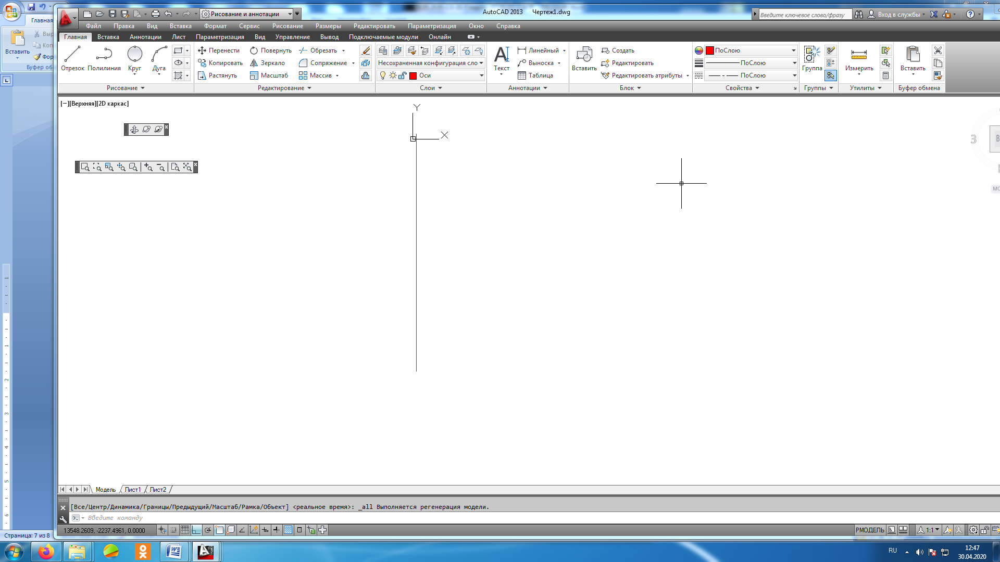 Рисование и аннотации
AutoCAD 2013 Чертеж1.dwg
Введите ключевое слово/фразу
Вход в службы
Главная
Файл Правка Вид Вставка Формат Сервис Рисование Размеры Редактировать Параметризация Окно Справка
Главная Вставка Аннотации Лист Параметризация Вид Управление Вывод Подключаемые модули Онлайн
Вставить
Выр
Коп
Фор
Буфер об
Отрезок Полилиния Круг Дуга
Рисование
Перенести Повернуть Обрезать
Копировать Зеркало Сопряжение
Растянуть Масштаб Массив
Редактирование
Несохраненная конфигурация сло
Оси
Слои
Текст
Линейный
Выноска
Таблица
Аннотации
Вставить
Создать
Редактировать
Редактировать атрибуты
Блок
ПоСлою
ПоСлою
ПоСлою
Свойства
Группа
Группы
Измерить
Утилиты
Вставить
Буфер обмена
[−][Верхняя][2D каркас]
Y
X
З
В
Модель Лист1 Лист2
[Все/Центр/Динамика/Границы/Предыдущий/Масштаб/Рамка/Объект] <реальное время>: _all Выполняется регенерация модели.
Введите команду
13548.2609, -2237.4961, 0.0000
РМОДЕЛЬ
1:1
Страница: 7 из 8
RU
12:47
30.04.2020